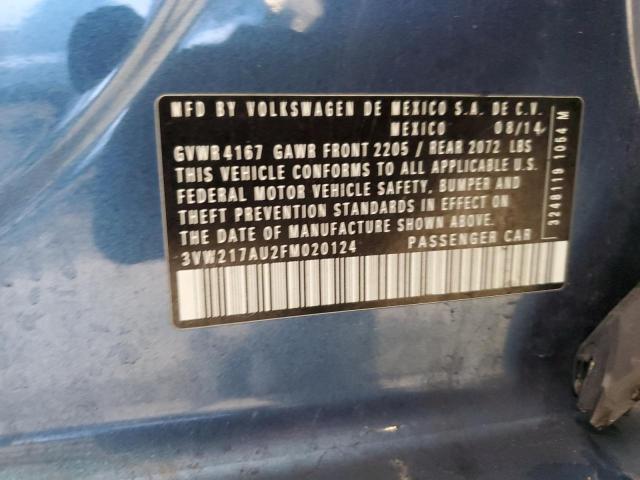 MFD BY VOLKSWAGEN DE MEXICO S.A. DE C.V.
MEXICO 08/14
GVWR 4167 GAWR FRONT 2205 / REAR 2072 LBS
THIS VEHICLE CONFORMS TO ALL APPLICABLE U.S.
FEDERAL MOTOR VEHICLE SAFETY, BUMPER AND
THEFT PREVENTION STANDARDS IN EFFECT ON
THE DATE OF MANUFACTURE SHOWN ABOVE.
3VW217AU2FM020124 PASSENGER CAR
3248119 1054 M